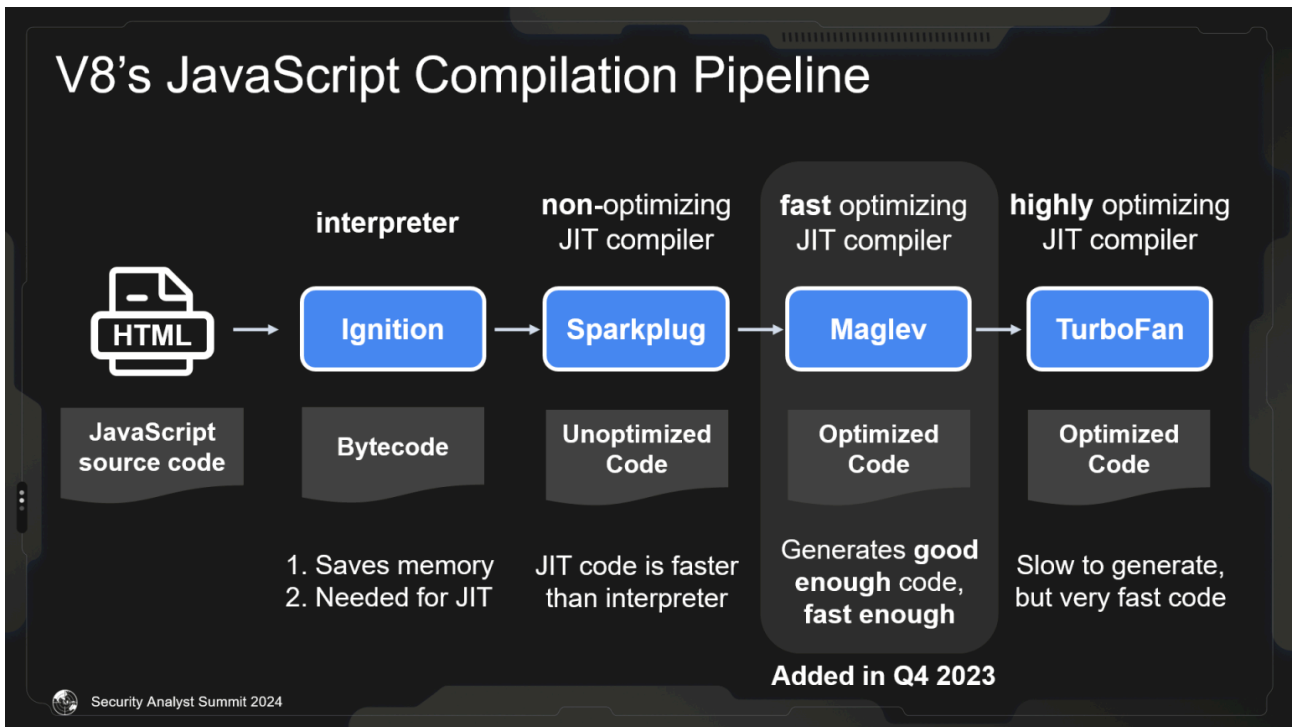 V8’s JavaScript Compilation Pipeline
interpreter
non-optimizing
JIT compiler
fast optimizing
JIT compiler
highly optimizing
JIT compiler
HTML
Ignition
Sparkplug
Maglev
TurboFan
JavaScript
source code
Bytecode
Unoptimized
Code
Optimized
Code
Optimized
Code
1. Saves memory
2. Needed for JIT
JIT code is faster
than interpreter
Generates good
enough code,
fast enough
Slow to generate,
but very fast code
Added in Q4 2023
Security Analyst Summit 2024